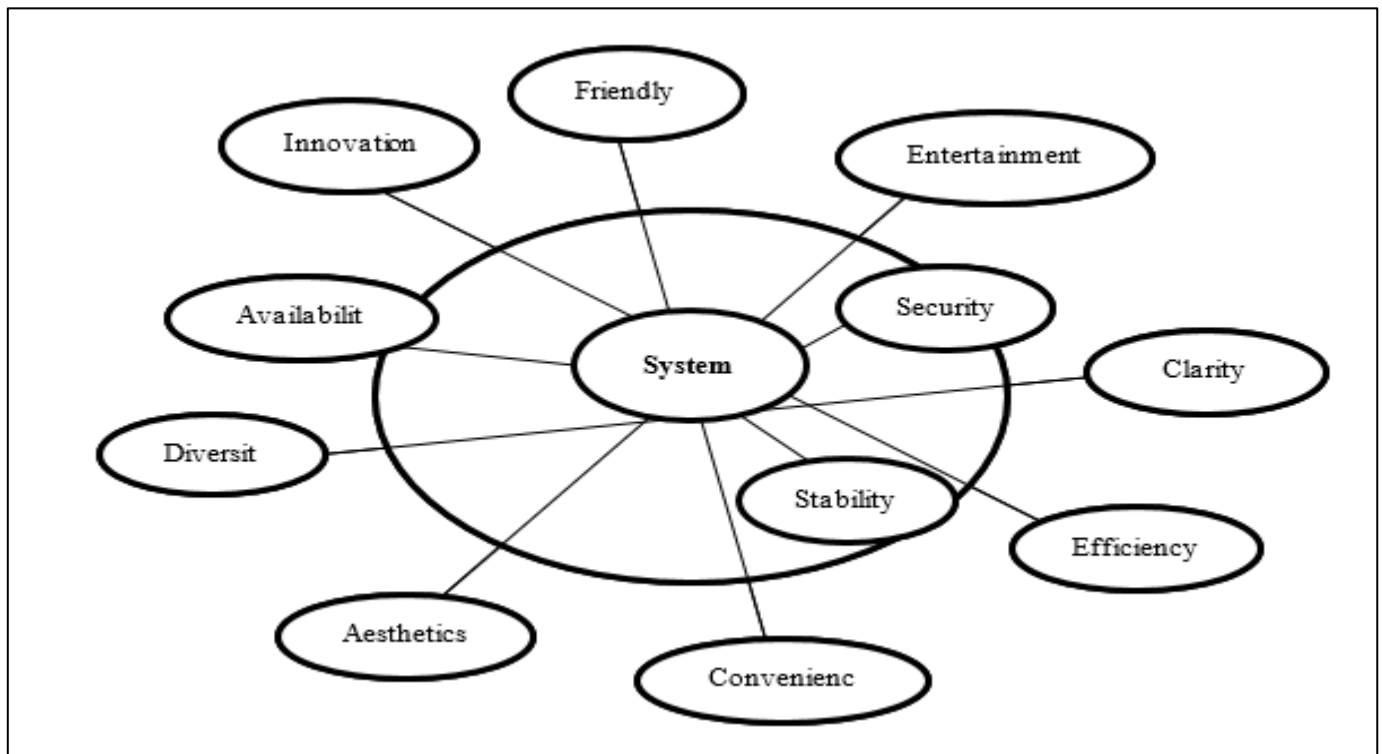 Friendly
Innovation
Entertainment
Security
Availabilit
System
Clarity
Diversit
Stability
Efficiency
Aesthetics
Convenienc